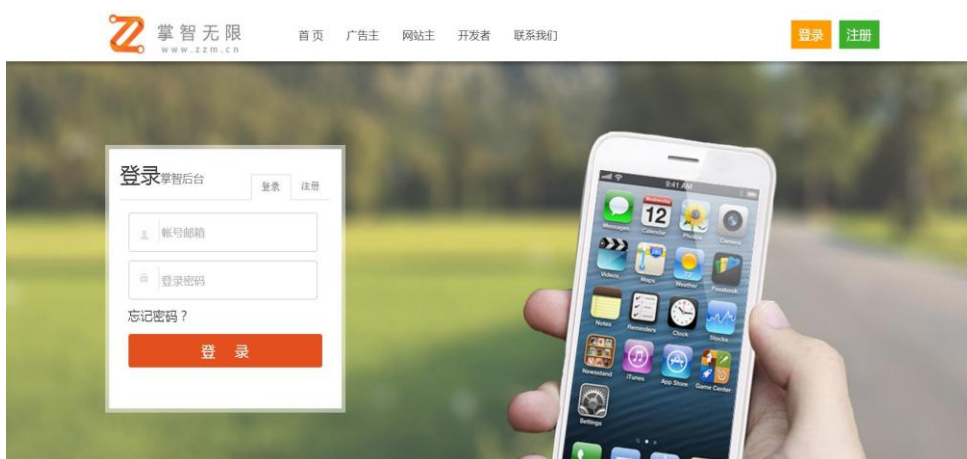 掌智无限
www.zzm.cn
首页 广告主 网站主 开发者 联系我们
登录 注册
登录掌智后台
登录 注册
帐号邮箱
登录密码
忘记密码？
登 录
9:41 AM
Wednesday
12
Messages Calendar Photos Camera
280
Videos Maps Weather Passbook
Notes Reminders Clock Stocks
Newsstand iTunes App Store Game Center
Settings